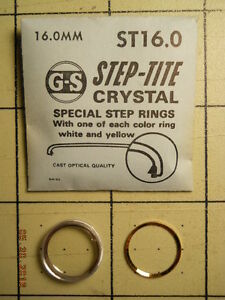 16.0MM ST16.0
G-S STEP-TITE
CRYSTAL
SPECIAL STEP RINGS
With one of each color ring
white and yellow
CAST OPTICAL QUALITY